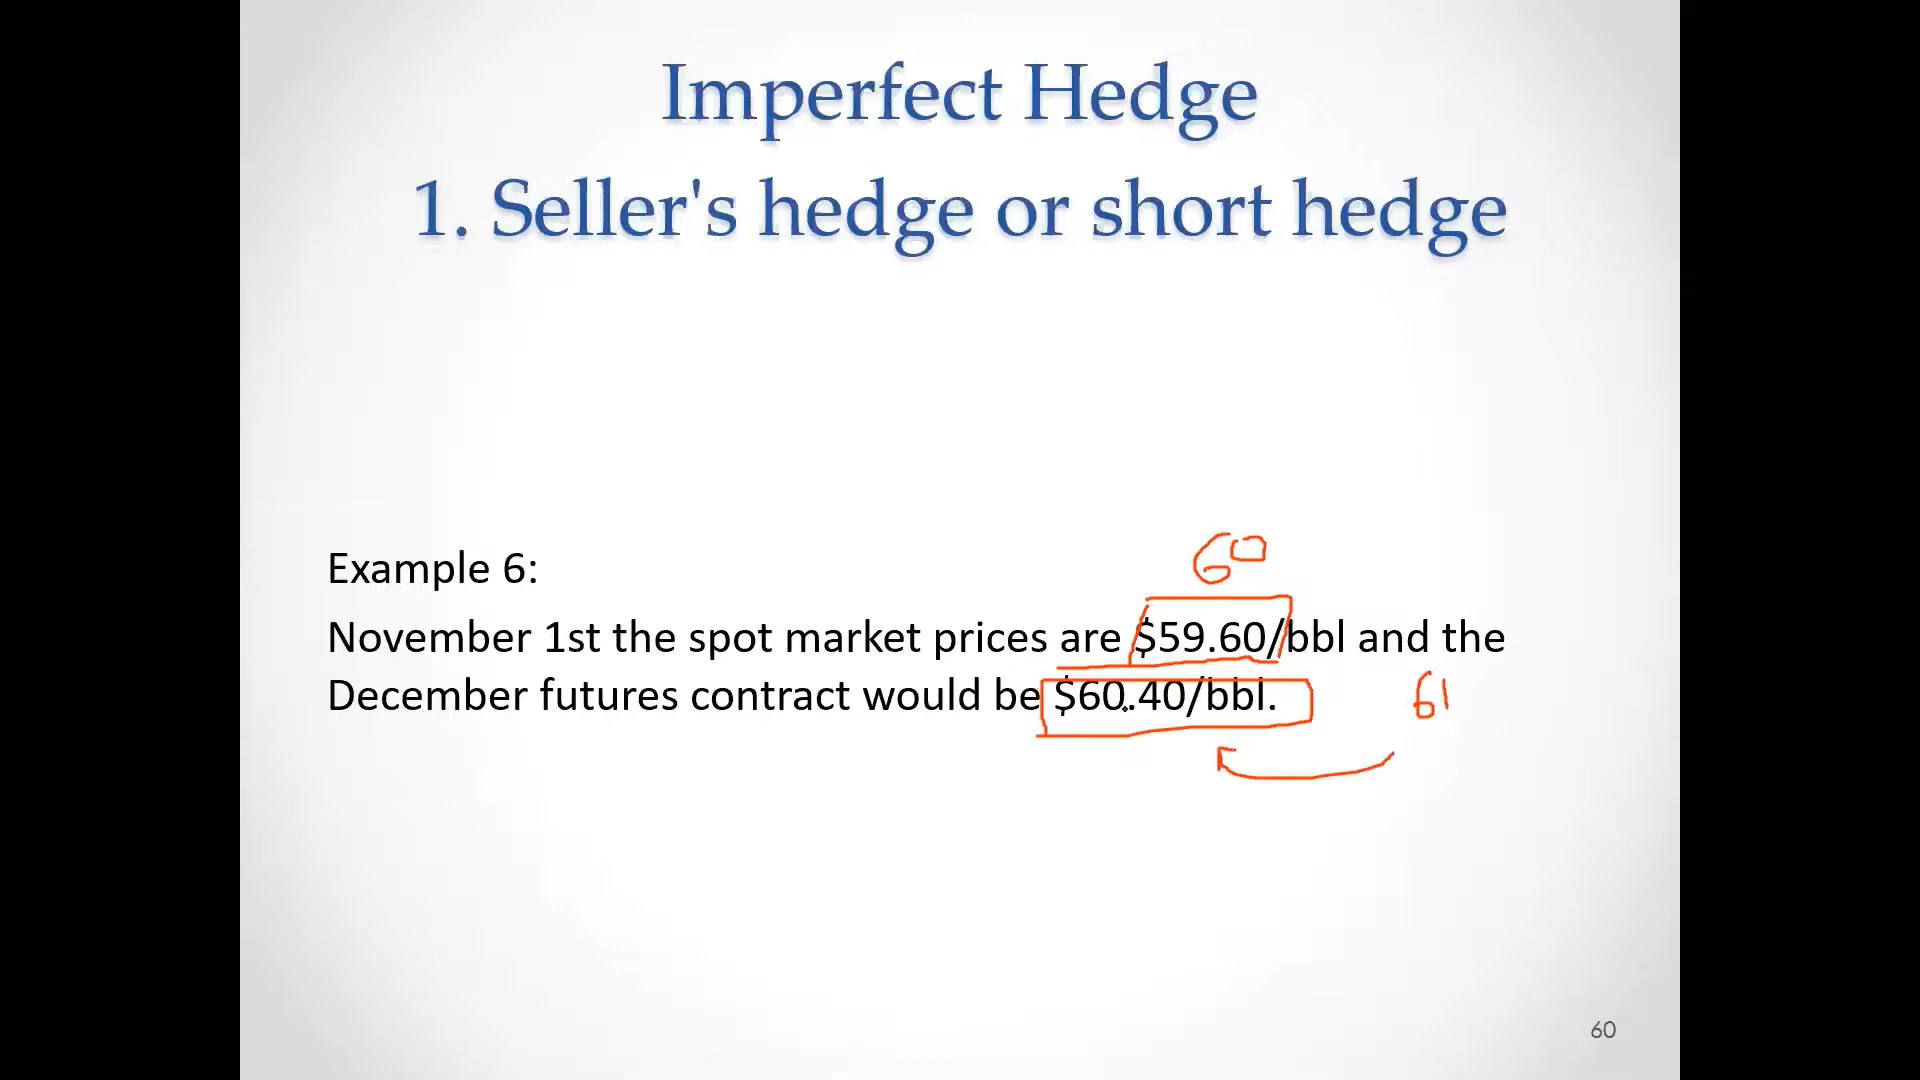 Imperfect Hedge
1. Seller's hedge or short hedge
Example 6:
60
November 1st the spot market prices are $59.60/bbl and the
December futures contract would be $60.40/bbl.
61
60